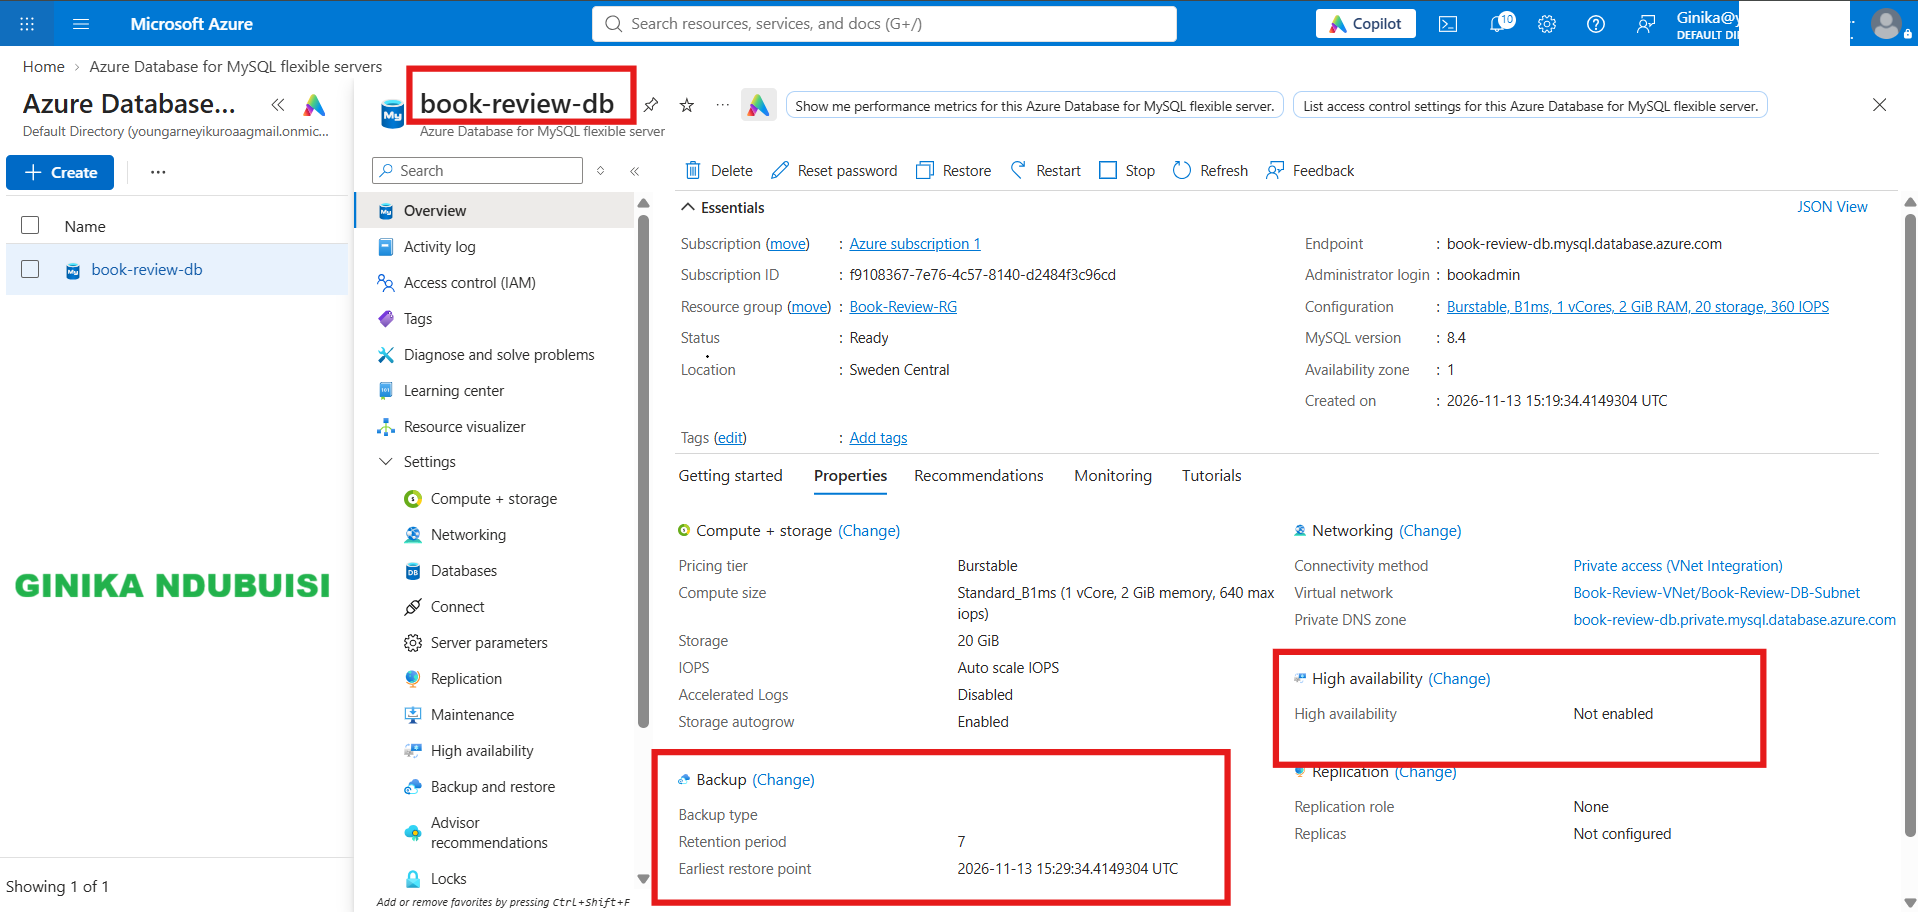 Microsoft Azure
Search resources, services, and docs (G+/)
Copilot
10
Ginika@y
DEFAULT DI
Home > Azure Database for MySQL flexible servers
Azure Database...
Default Directory (youngarneyikuroaagmail.onmic...
+ Create
...
Name
book-review-db
GINIKA NDUBUISI
Showing 1 of 1
book-review-db
Azure Database for MySQL flexible server
Show me performance metrics for this Azure Database for MySQL flexible server.
List access control settings for this Azure Database for MySQL flexible server.
Search
Overview
Activity log
Access control (IAM)
Tags
Diagnose and solve problems
Learning center
Resource visualizer
Settings
Compute + storage
Networking
Databases
Connect
Server parameters
Replication
Maintenance
High availability
Backup and restore
Advisor
recommendations
Locks
Add or remove favorites by pressing Ctrl+Shift+F
Delete Reset password Restore Restart Stop Refresh Feedback
Essentials
JSON View
Subscription (move) : Azure subscription 1
Subscription ID : f9108367-7e76-4c57-8140-d2484f3c96cd
Resource group (move) : Book-Review-RG
Status : Ready
Location : Sweden Central
Endpoint : book-review-db.mysql.database.azure.com
Administrator login : bookadmin
Configuration : Burstable, B1ms, 1 vCores, 2 GiB RAM, 20 storage, 360 IOPS
MySQL version : 8.4
Availability zone : 1
Created on : 2026-11-13 15:19:34.4149304 UTC
Tags (edit) : Add tags
Getting started Properties Recommendations Monitoring Tutorials
Compute + storage (Change)
Pricing tier Burstable
Compute size Standard_B1ms (1 vCore, 2 GiB memory, 640 max
iops)
Storage 20 GiB
IOPS Auto scale IOPS
Accelerated Logs Disabled
Storage autogrow Enabled
Backup (Change)
Backup type
Retention period 7
Earliest restore point 2026-11-13 15:29:34.4149304 UTC
Networking (Change)
Connectivity method Private access (VNet Integration)
Virtual network Book-Review-VNet/Book-Review-DB-Subnet
Private DNS zone book-review-db.private.mysql.database.azure.com
High availability (Change)
High availability Not enabled
Replication (Change)
Replication role None
Replicas Not configured